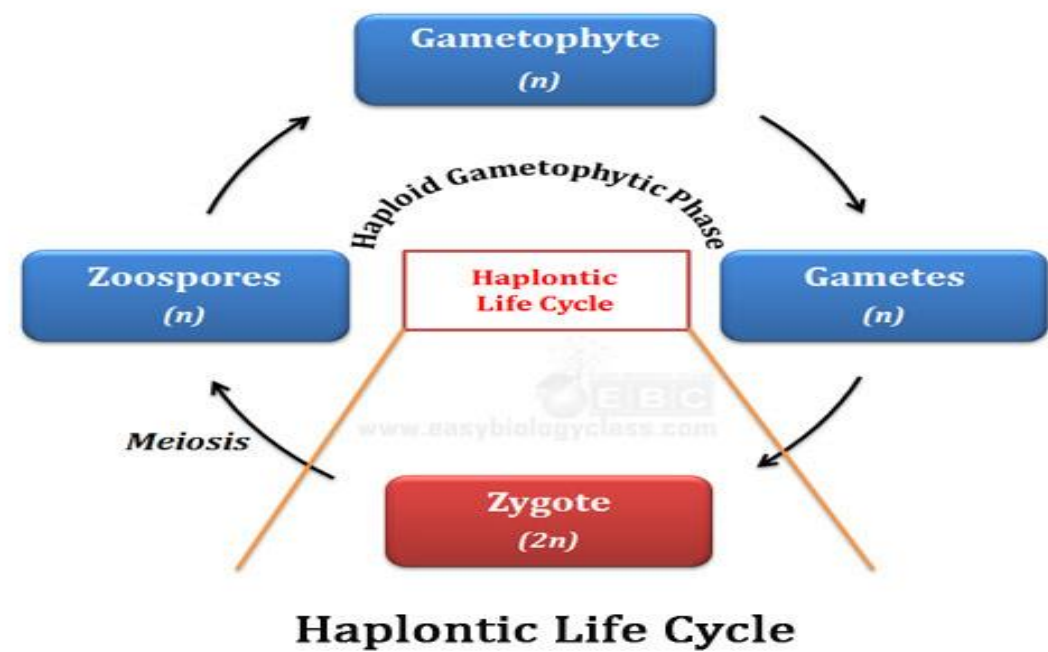 Gametophyte
(n)
Haploid Gametophytic Phase
Zoospores
(n)
Haplontic
Life Cycle
Gametes
(n)
EBC
www.easybiologyclass.com
Meiosis
Zygote
(2n)
Haplontic Life Cycle